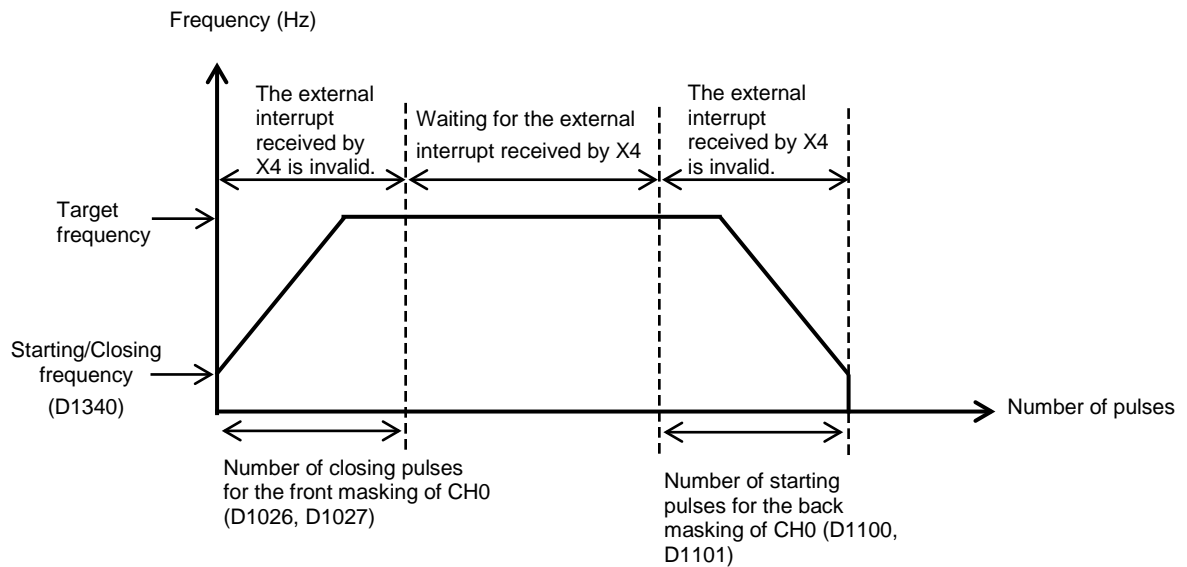 Frequency (Hz)
The external
interrupt
received by
X4 is invalid.
Waiting for the external
interrupt received by X4
The external
interrupt
received by X4
is invalid.
Target
frequency
Starting/Closing
frequency
(D1340)
Number of pulses
Number of closing pulses
for the front masking of CH0
(D1026, D1027)
Number of starting
pulses for the back
masking of CH0 (D1100,
D1101)